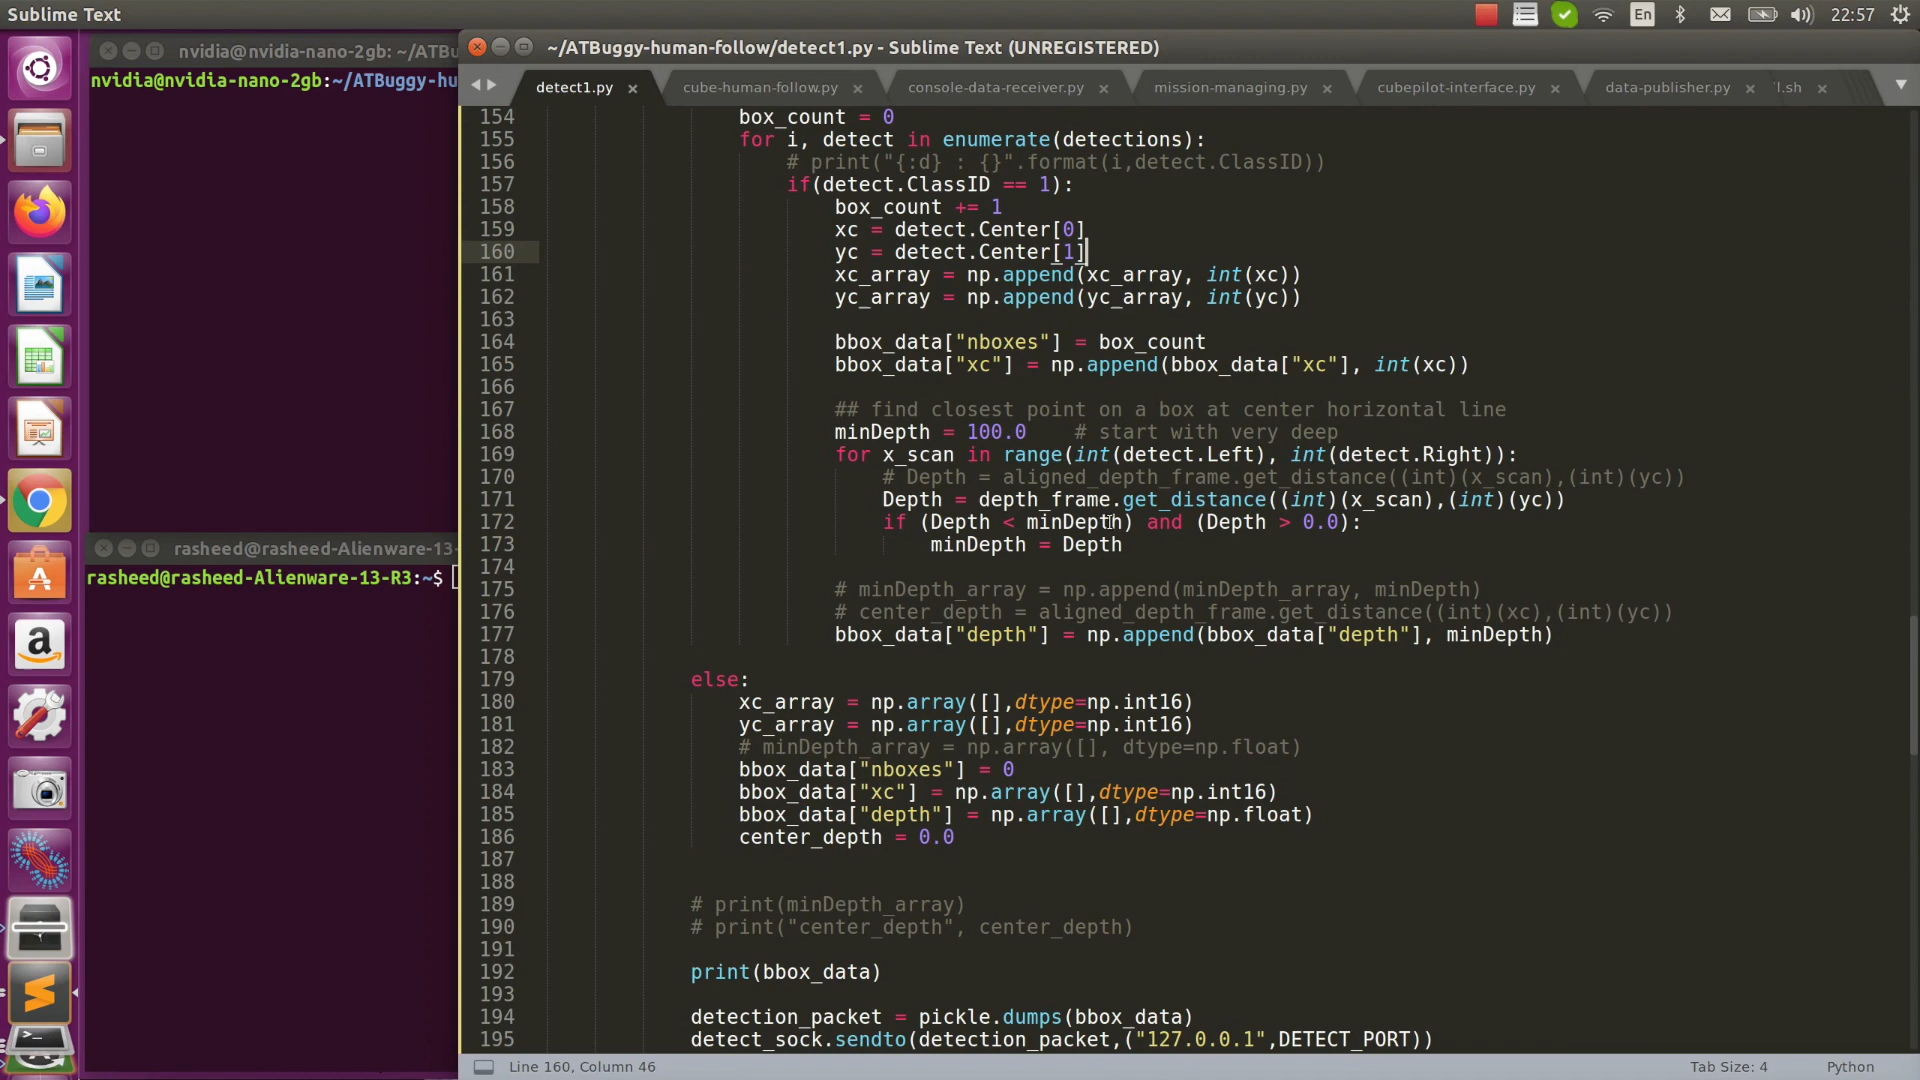 Sublime Text
En
22:57
nvidia@nvidia-nano-2gb: ~/ATBu
nvidia@nvidia-nano-2gb:~/ATBuggy-hu
rasheed@rasheed-Alienware-13-
rasheed@rasheed-Alienware-13-R3:~$
~/ATBuggy-human-follow/detect1.py - Sublime Text (UNREGISTERED)
detect1.py
cube-human-follow.py
console-data-receiver.py
mission-managing.py
cubepilot-interface.py
data-publisher.py
l.sh
154 box_count = 0
155 for i, detect in enumerate(detections):
156 # print("{:d} : {}".format(i,detect.ClassID))
157 if(detect.ClassID == 1):
158 box_count += 1
159 xc = detect.Center[0]
160 yc = detect.Center[1]
161 xc_array = np.append(xc_array, int(xc))
162 yc_array = np.append(yc_array, int(yc))
163
164 bbox_data["nboxes"] = box_count
165 bbox_data["xc"] = np.append(bbox_data["xc"], int(xc))
166
167 ## find closest point on a box at center horizontal line
168 minDepth = 100.0    # start with very deep
169 for x_scan in range(int(detect.Left), int(detect.Right)):
170 # Depth = aligned_depth_frame.get_distance((int)(x_scan),(int)(yc))
171 Depth = depth_frame.get_distance((int)(x_scan),(int)(yc))
172 if (Depth < minDepth) and (Depth > 0.0):
173 minDepth = Depth
174
175 # minDepth_array = np.append(minDepth_array, minDepth)
176 # center_depth = aligned_depth_frame.get_distance((int)(xc),(int)(yc))
177 bbox_data["depth"] = np.append(bbox_data["depth"], minDepth)
178
179 else:
180 xc_array = np.array([],dtype=np.int16)
181 yc_array = np.array([],dtype=np.int16)
182 # minDepth_array = np.array([], dtype=np.float)
183 bbox_data["nboxes"] = 0
184 bbox_data["xc"] = np.array([],dtype=np.int16)
185 bbox_data["depth"] = np.array([],dtype=np.float)
186 center_depth = 0.0
187
188
189 # print(minDepth_array)
190 # print("center_depth", center_depth)
191
192 print(bbox_data)
193
194 detection_packet = pickle.dumps(bbox_data)
195 detect_sock.sendto(detection_packet,("127.0.0.1",DETECT_PORT))
Line 160, Column 46
Tab Size: 4
Python